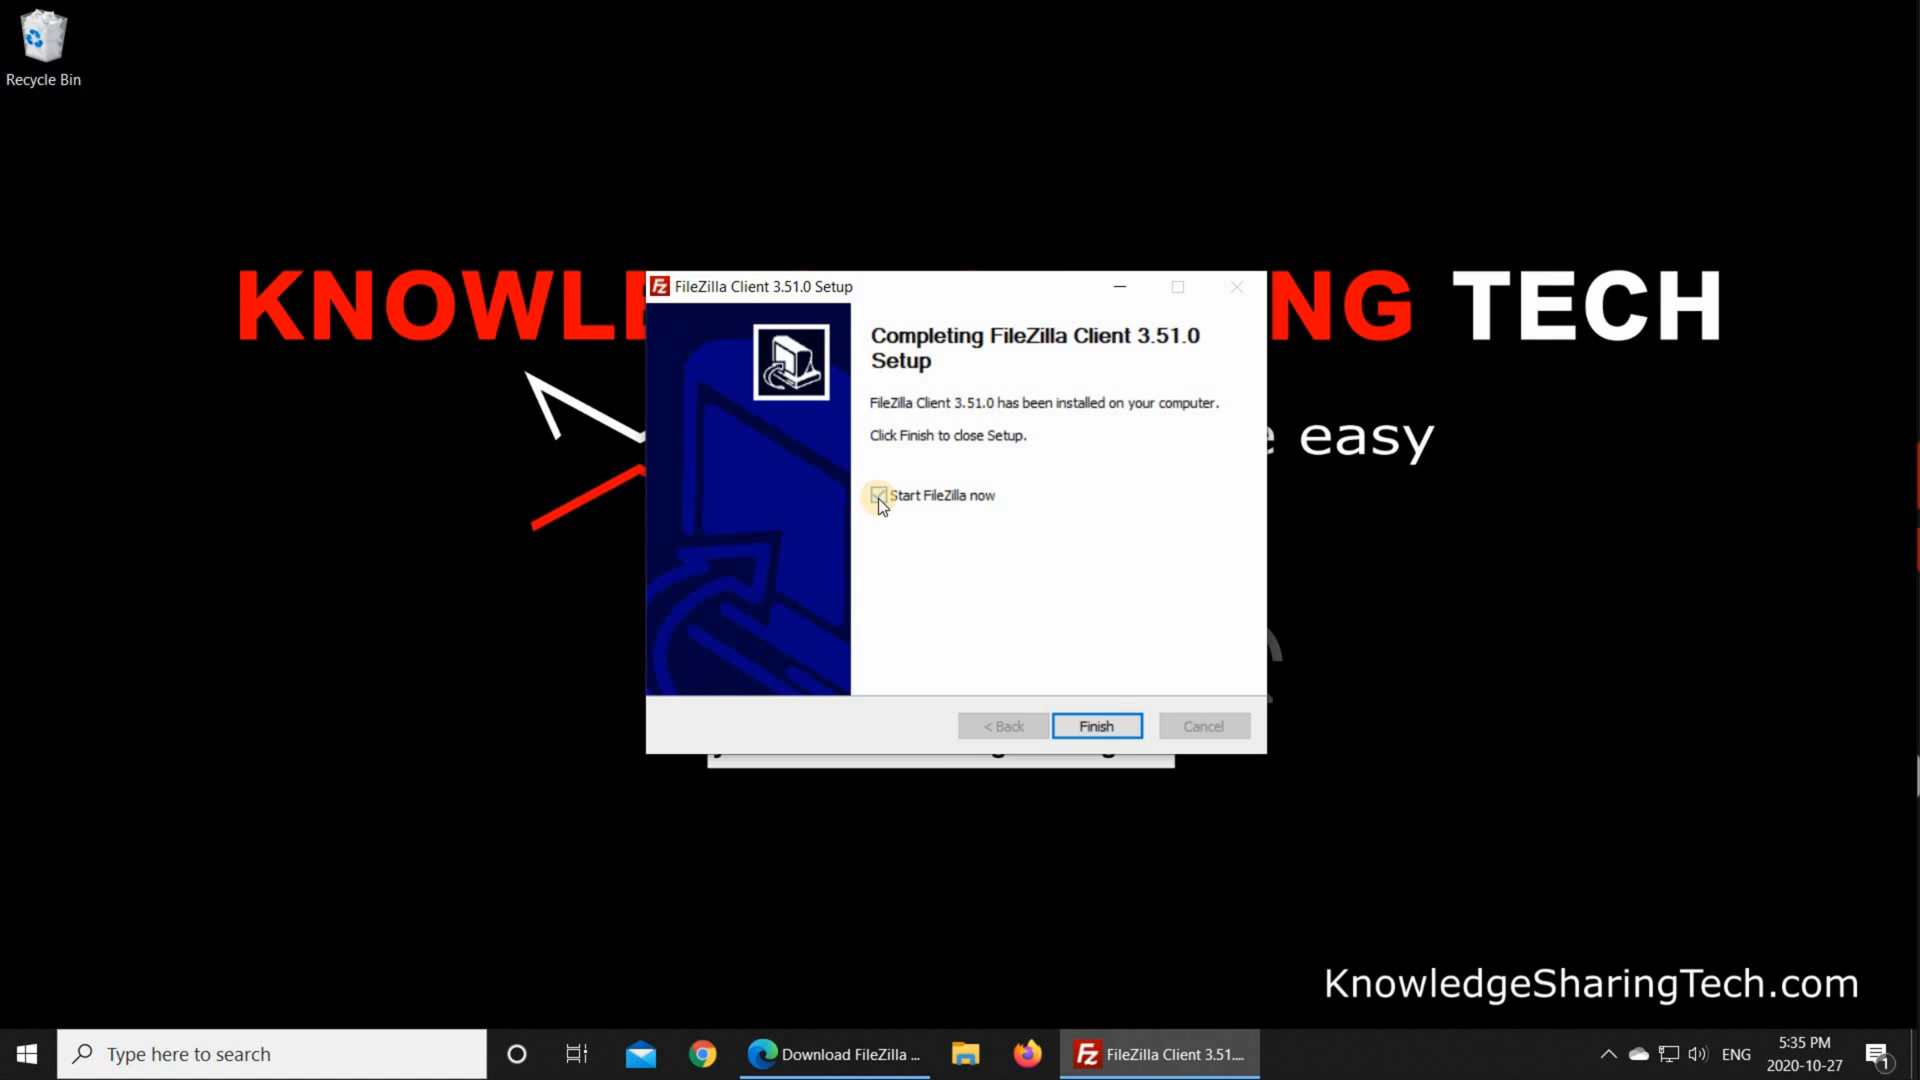 Recycle Bin
KNOWLE NG TECH
FileZilla Client 3.51.0 Setup
Completing FileZilla Client 3.51.0
Setup
FileZilla Client 3.51.0 has been installed on your computer.
Click Finish to close Setup.
e easy
Start FileZilla now
< Back
Finish
Cancel
KnowledgeSharingTech.com
Type here to search
Download FileZilla ...
FileZilla Client 3.51....
ENG
5:35 PM
2020-10-27
1